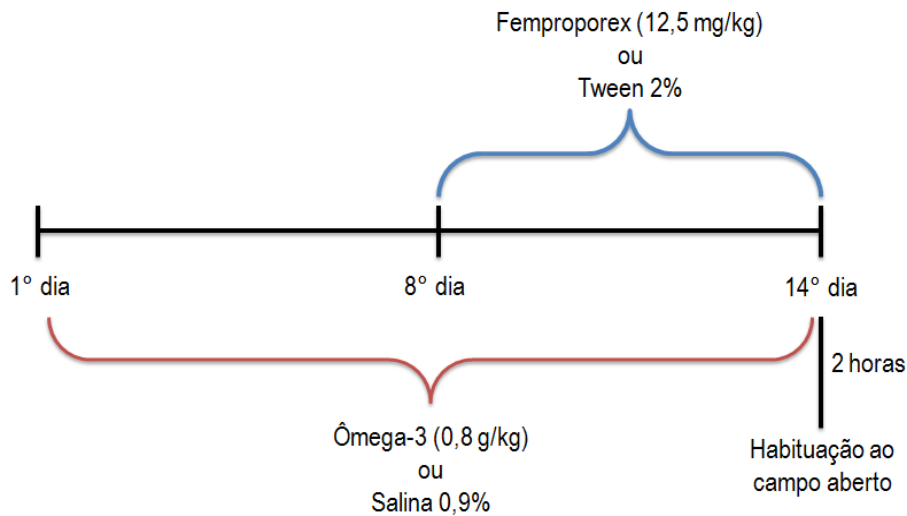 Femproporex (12,5 mg/kg)
ou
Tween 2%
1° dia
8° dia
14° dia
2 horas
Ômega-3 (0,8 g/kg)
ou
Salina 0,9%
Habituação ao
campo aberto